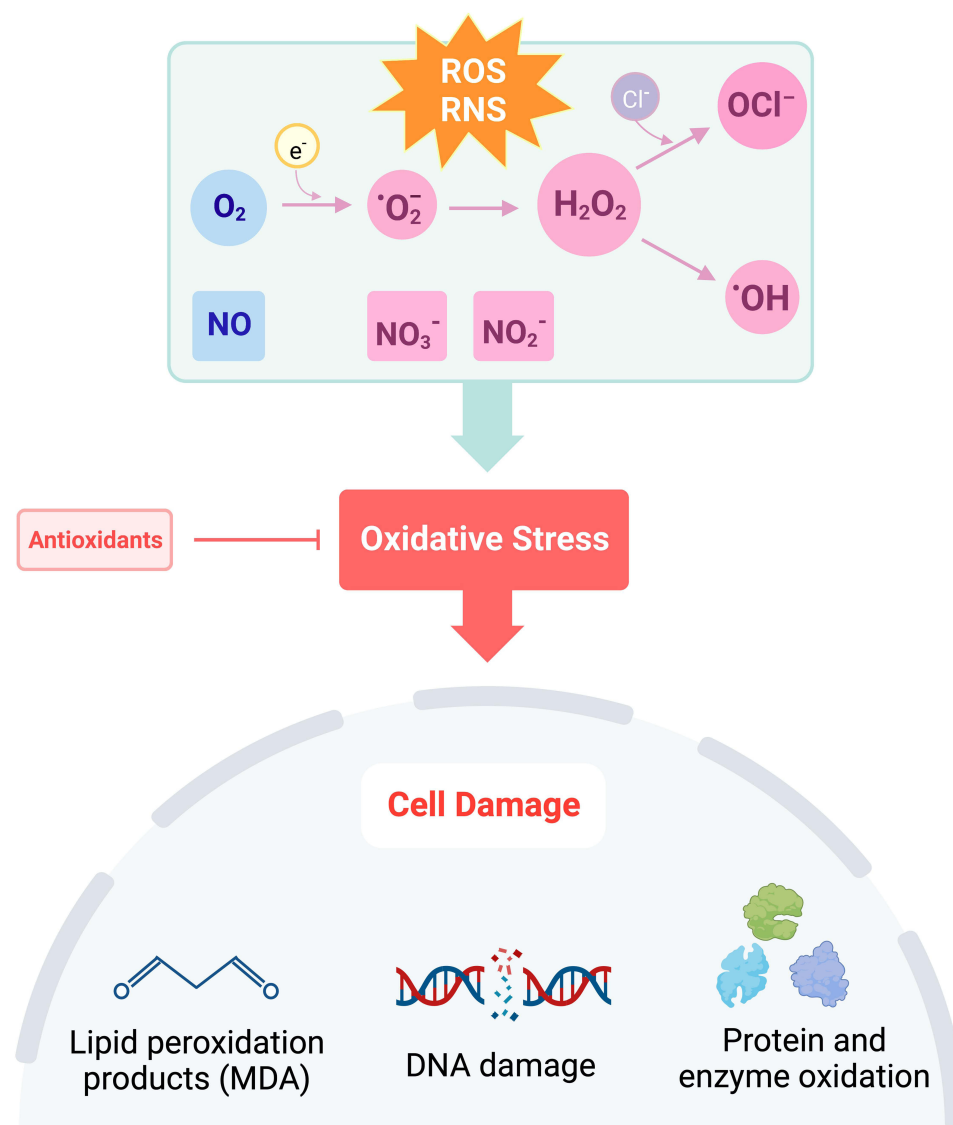 ROS
RNS
Cl⁻
OCl⁻
e⁻
O₂
•O₂⁻
H₂O₂
•OH
NO
NO₃⁻
NO₂⁻
Antioxidants
Oxidative Stress
Cell Damage
O
O
Lipid peroxidation
products (MDA)
DNA damage
Protein and
enzyme oxidation